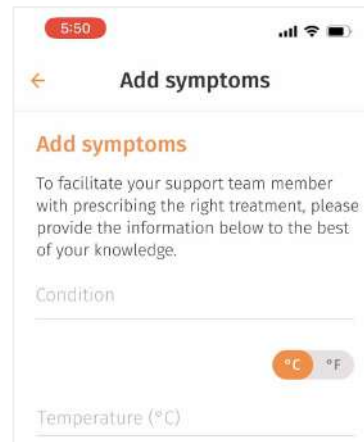 5:50
Add symptoms
Add symptoms
To facilitate your support team member
with prescribing the right treatment, please
provide the information below to the best
of your knowledge.
Condition
°C °F
Temperature (°C)